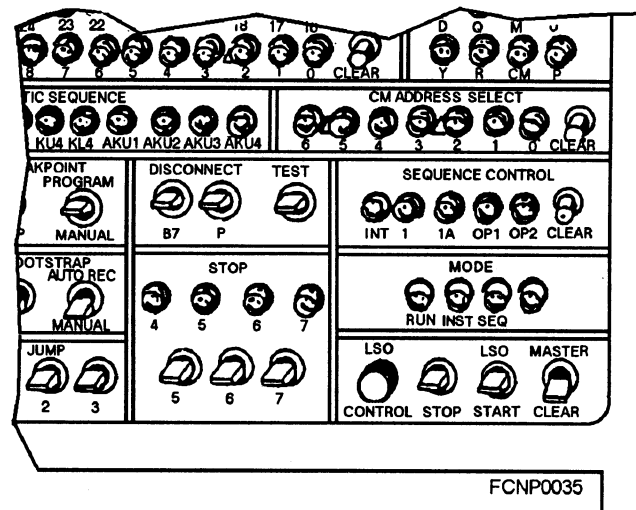 23 22 18 17 16
8 7 6 5 4 3 2 1 0 CLEAR
D Q M
Y R CM P
TIC SEQUENCE
KU4 KL4 AKU1 AKU2 AKU3 AKU4
CM ADDRESS SELECT
6 5 4 3 2 1 0 CLEAR
AKPOINT
PROGRAM
P MANUAL
DISCONNECT TEST
B7 P
SEQUENCE CONTROL
INT 1 1A OP1 OP2 CLEAR
OOTSTRAP
AUTO REC
MANUAL
STOP
4 5 6 7
5 6 7
MODE
RUN INST SEQ
JUMP
2 3
LSO LSO MASTER
CONTROL STOP START CLEAR
FCNP0035